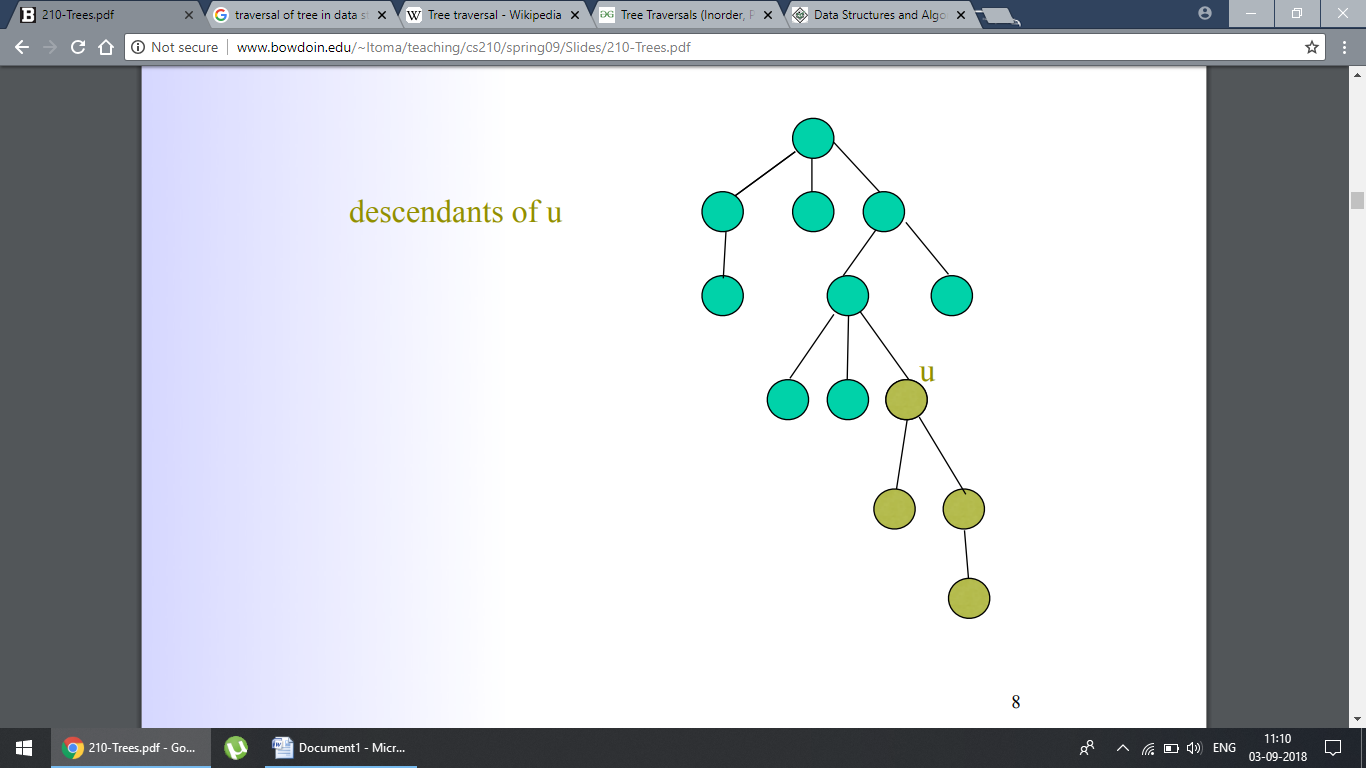 210-Trees.pdf
traversal of tree in data st
Tree traversal - Wikipedia
Tree Traversals (Inorder, P
Data Structures and Algo
Not secure www.bowdoin.edu/~ltoma/teaching/cs210/spring09/Slides/210-Trees.pdf
descendants of u
u
8
210-Trees.pdf - Go...
Document1 - Micr...
ENG
11:10
03-09-2018